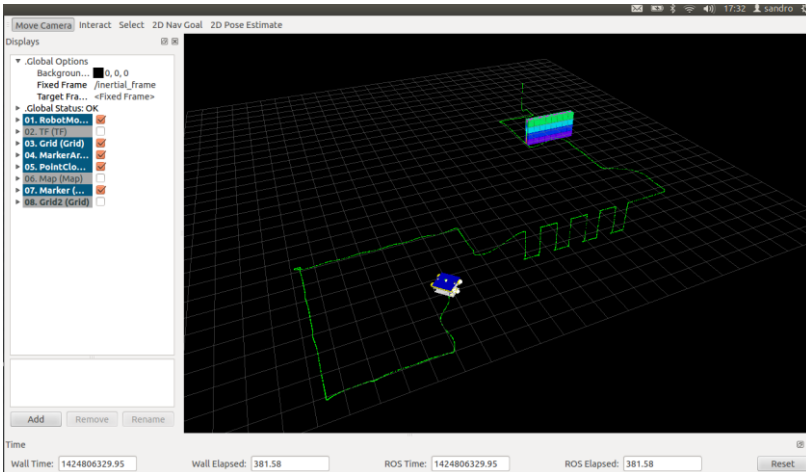 17:32 sandro
Move Camera Interact Select 2D Nav Goal 2D Pose Estimate
Displays
.Global Options
Backgroun... 0, 0, 0
Fixed Frame /inertial_frame
Target Fra... <Fixed Frame>
.Global Status: OK
01. RobotMo...
02. TF (TF)
03. Grid (Grid)
04. MarkerAr...
05. PointClo...
06. Map (Map)
07. Marker (...
08. Grid2 (Grid)
Add Remove Rename
Time
Wall Time: 1424806329.95 Wall Elapsed: 381.58 ROS Time: 1424806329.95 ROS Elapsed: 381.58 Reset